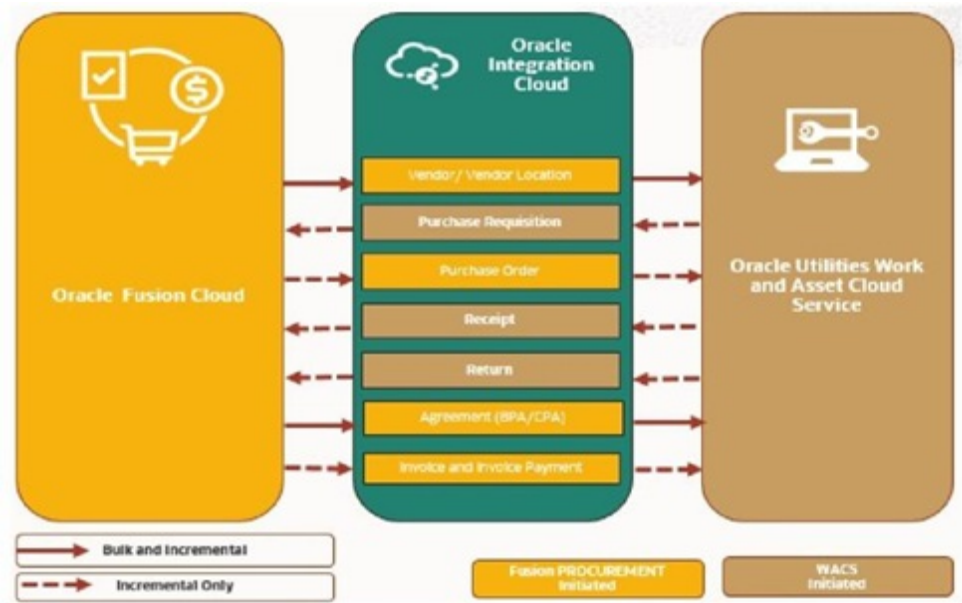 Oracle
Integration
Cloud
Vendor/ Vendor Location
Purchase Requisition
Purchase Order
Receipt
Return
Agreement (BPA/CPA)
Invoice and Invoice Payment
Oracle Fusion Cloud
Oracle Utilities Work
and Asset Cloud
Service
Bulk and Incremental
Incremental Only
Fusion PROCUREMENT
Initiated
WACS
Initiated